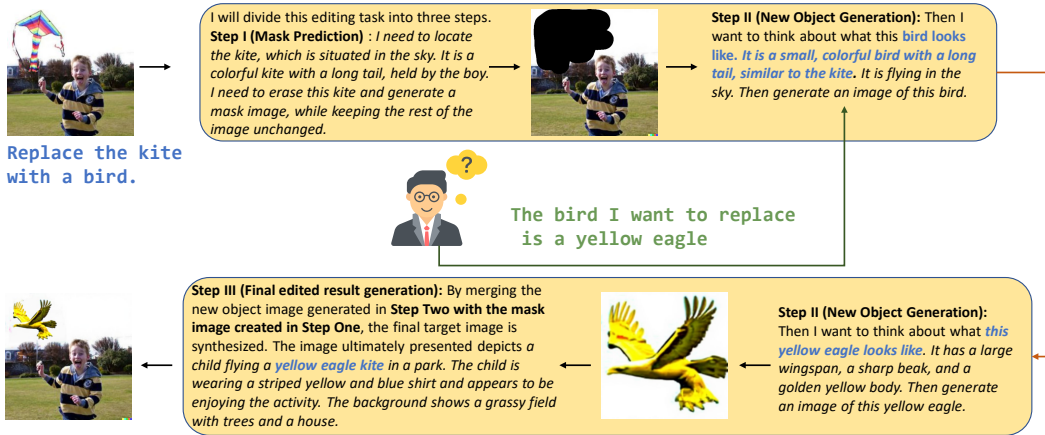 I will divide this editing task into three steps.
Step I (Mask Prediction) : I need to locate
the kite, which is situated in the sky. It is a
colorful kite with a long tail, held by the boy.
I need to erase this kite and generate a
mask image, while keeping the rest of the
image unchanged.
Step II (New Object Generation): Then I
want to think about what this bird looks
like. It is a small, colorful bird with a long
tail, similar to the kite. It is flying in the
sky. Then generate an image of this bird.
Replace the kite
with a bird.
?
The bird I want to replace
is a yellow eagle
Step III (Final edited result generation): By merging the
new object image generated in Step Two with the mask
image created in Step One, the final target image is
synthesized. The image ultimately presented depicts a
child flying a yellow eagle kite in a park. The child is
wearing a striped yellow and blue shirt and appears to be
enjoying the activity. The background shows a grassy field
with trees and a house.
Step II (New Object Generation):
Then I want to think about what this
yellow eagle looks like. It has a large
wingspan, a sharp beak, and a
golden yellow body. Then generate
an image of this yellow eagle.